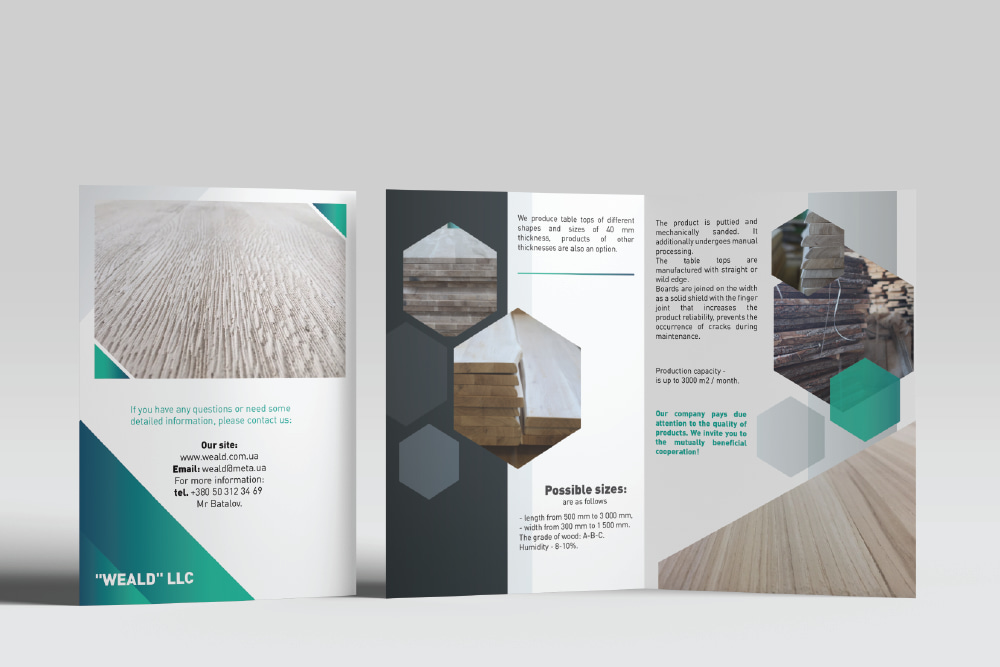 If you have any questions or need some
detailed information, please contact us:
Our site:
www.weald.com.ua
Email: weald@meta.ua
For more information:
tel. +380 50 312 34 69
Mr Batalov.
"WEALD" LLC
We produce table tops of different
shapes and sizes of 40 mm
thickness, products of other
thicknesses are also an option.
Possible sizes:
are as follows
- length from 500 mm to 3 000 mm,
- width from 300 mm to 1 500 mm.
The grade of wood: A-B-C.
Humidity - 8-10%.
The product is puttied and
mechanically sanded. It
additionally undergoes manual
processing.
The table tops are
manufactured with straight or
wild edge.
Boards are joined on the width
as a solid shield with the finger
joint that increases the
product reliability, prevents the
occurrence of cracks during
maintenance.
Production capacity -
is up to 3000 m2 / month.
Our company pays due
attention to the quality of
products. We invite you to
the mutually beneficial
cooperation!